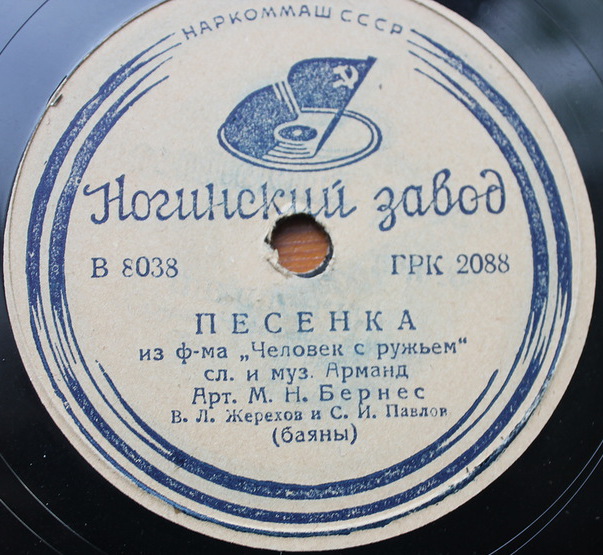 НАРКОММАШ СССР
Ногинский завод
В 8038 ГРК 2088
ПЕСЕНКА
из ф-ма „Человек с ружьем“
сл. и муз. Арманд
Арт. М. Н. Бернес
В. Л. Жерехов и С. И. Павлов
(баяны)